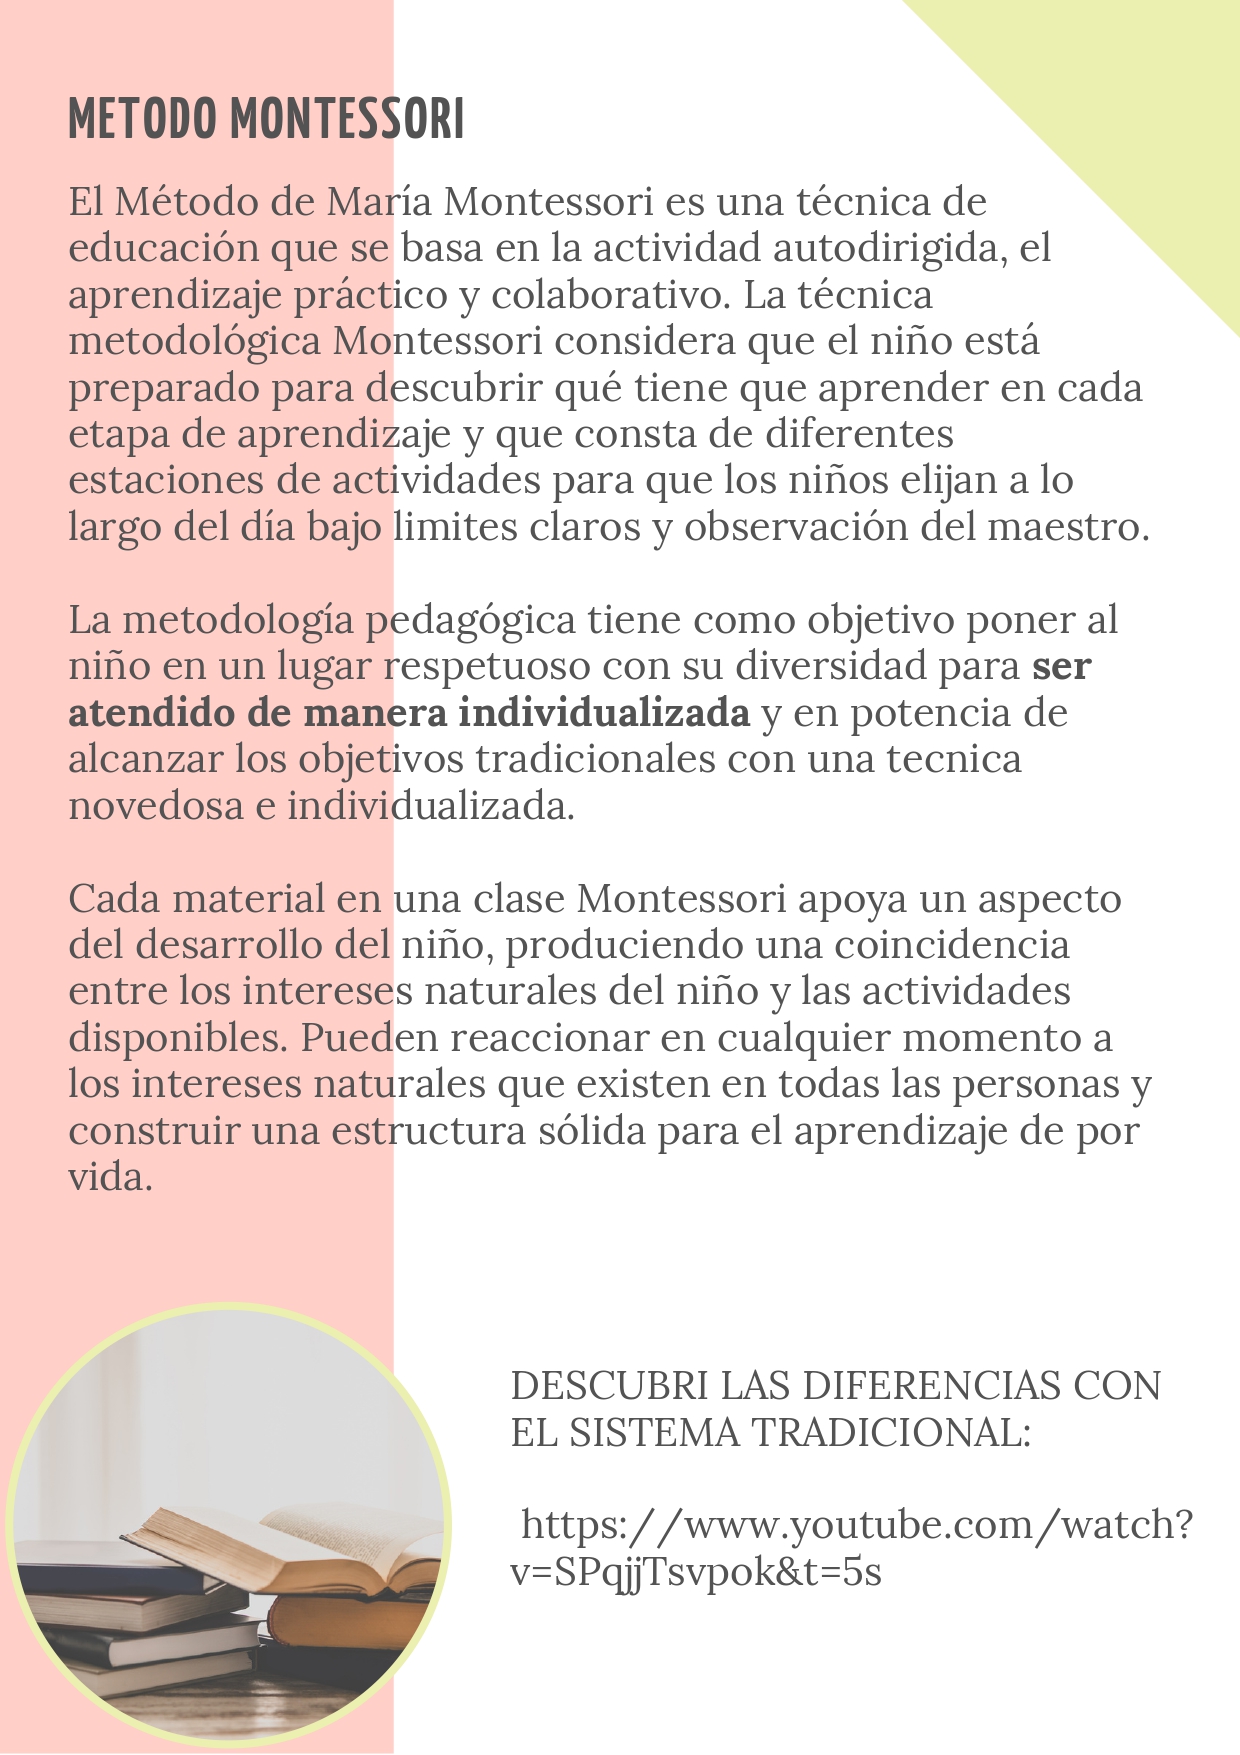 METODO MONTESSORI
El Método de María Montessori es una técnica de
educación que se basa en la actividad autodirigida, el
aprendizaje práctico y colaborativo. La técnica
metodológica Montessori considera que el niño está
preparado para descubrir qué tiene que aprender en cada
etapa de aprendizaje y que consta de diferentes
estaciones de actividades para que los niños elijan a lo
largo del día bajo limites claros y observación del maestro.
La metodología pedagógica tiene como objetivo poner al
niño en un lugar respetuoso con su diversidad para ser
atendido de manera individualizada y en potencia de
alcanzar los objetivos tradicionales con una tecnica
novedosa e individualizada.
Cada material en una clase Montessori apoya un aspecto
del desarrollo del niño, produciendo una coincidencia
entre los intereses naturales del niño y las actividades
disponibles. Pueden reaccionar en cualquier momento a
los intereses naturales que existen en todas las personas y
construir una estructura sólida para el aprendizaje de por
vida.
DESCUBRI LAS DIFERENCIAS CON
EL SISTEMA TRADICIONAL:
https://www.youtube.com/watch?
v=SPqjjTsvpok&t=5s